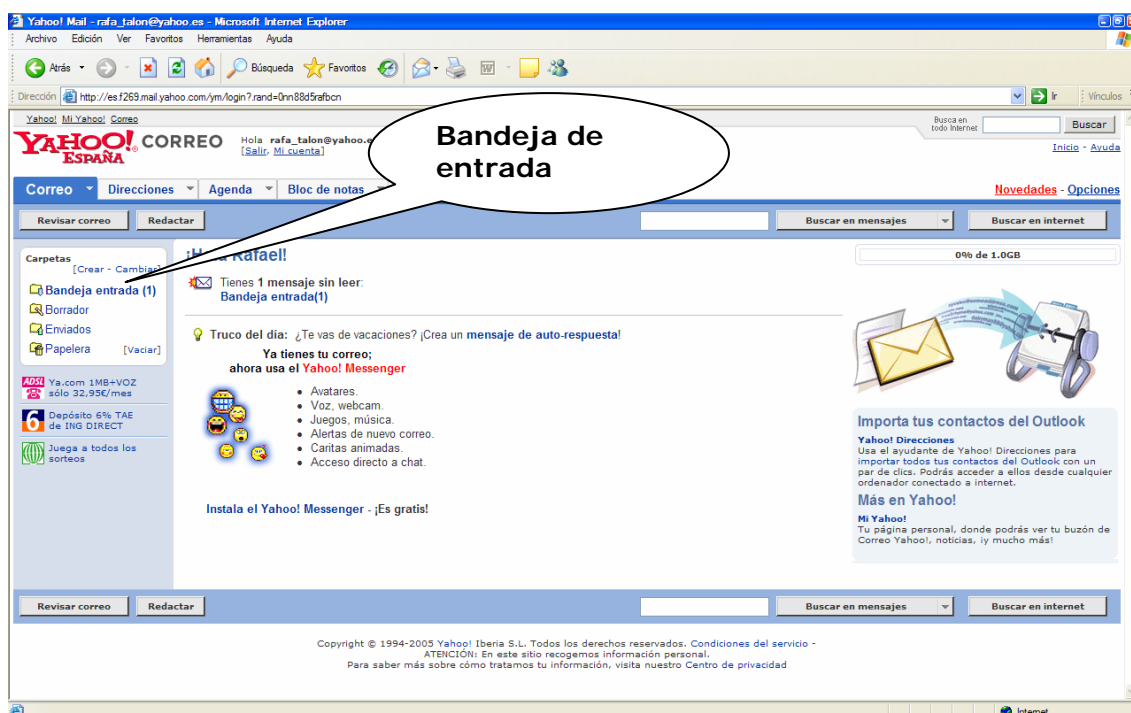 Yahoo! Mail - rafa_talon@yahoo.es - Microsoft Internet Explorer
Archivo Edición Ver Favoritos Herramientas Ayuda
Atrás Búsqueda Favoritos
Dirección http://es.f269.mail.yahoo.com/ym/login?.rand=0nn88d5rafbcn Ir Vínculos
Yahoo! Mi Yahoo! Correo
Busca en todo Internet Buscar
YAHOO! ESPAÑA CORREO
Hola rafa_talon@yahoo.e
[Salir, Mi cuenta]
Inicio - Ayuda
Bandeja de
entrada
Correo Direcciones Agenda Bloc de notas
Novedades - Opciones
Revisar correo Redactar Buscar en mensajes Buscar en internet
Carpetas
[Crear - Cambiar]
Bandeja entrada (1)
Borrador
Enviados
Papelera [Vaciar]
ADSL Ya.com 1MB+VOZ
sólo 32,95€/mes
6 Depósito 6% TAE
de ING DIRECT
Juega a todos los
sorteos
Rafael!
Tienes 1 mensaje sin leer:
Bandeja entrada(1)
Truco del día: ¿Te vas de vacaciones? ¡Crea un mensaje de auto-respuesta!
Ya tienes tu correo;
ahora usa el Yahoo! Messenger
• Avatares.
• Voz, webcam.
• Juegos, música.
• Alertas de nuevo correo.
• Caritas animadas.
• Acceso directo a chat.
Instala el Yahoo! Messenger - ¡Es gratis!
0% de 1.0GB
Importa tus contactos del Outlook
Yahoo! Direcciones
Usa el ayudante de Yahoo! Direcciones para
importar todos tus contactos del Outlook con un
par de clics. Podrás acceder a ellos desde cualquier
ordenador conectado a internet.
Más en Yahoo!
Mi Yahoo!
Tu página personal, donde podrás ver tu buzón de
Correo Yahoo!, noticias, ¡y mucho más!
Revisar correo Redactar Buscar en mensajes Buscar en internet
Copyright © 1994-2005 Yahoo! Iberia S.L. Todos los derechos reservados. Condiciones del servicio -
ATENCIÓN: En este sitio recogemos información personal.
Para saber más sobre cómo tratamos tu información, visita nuestro Centro de privacidad
Internet